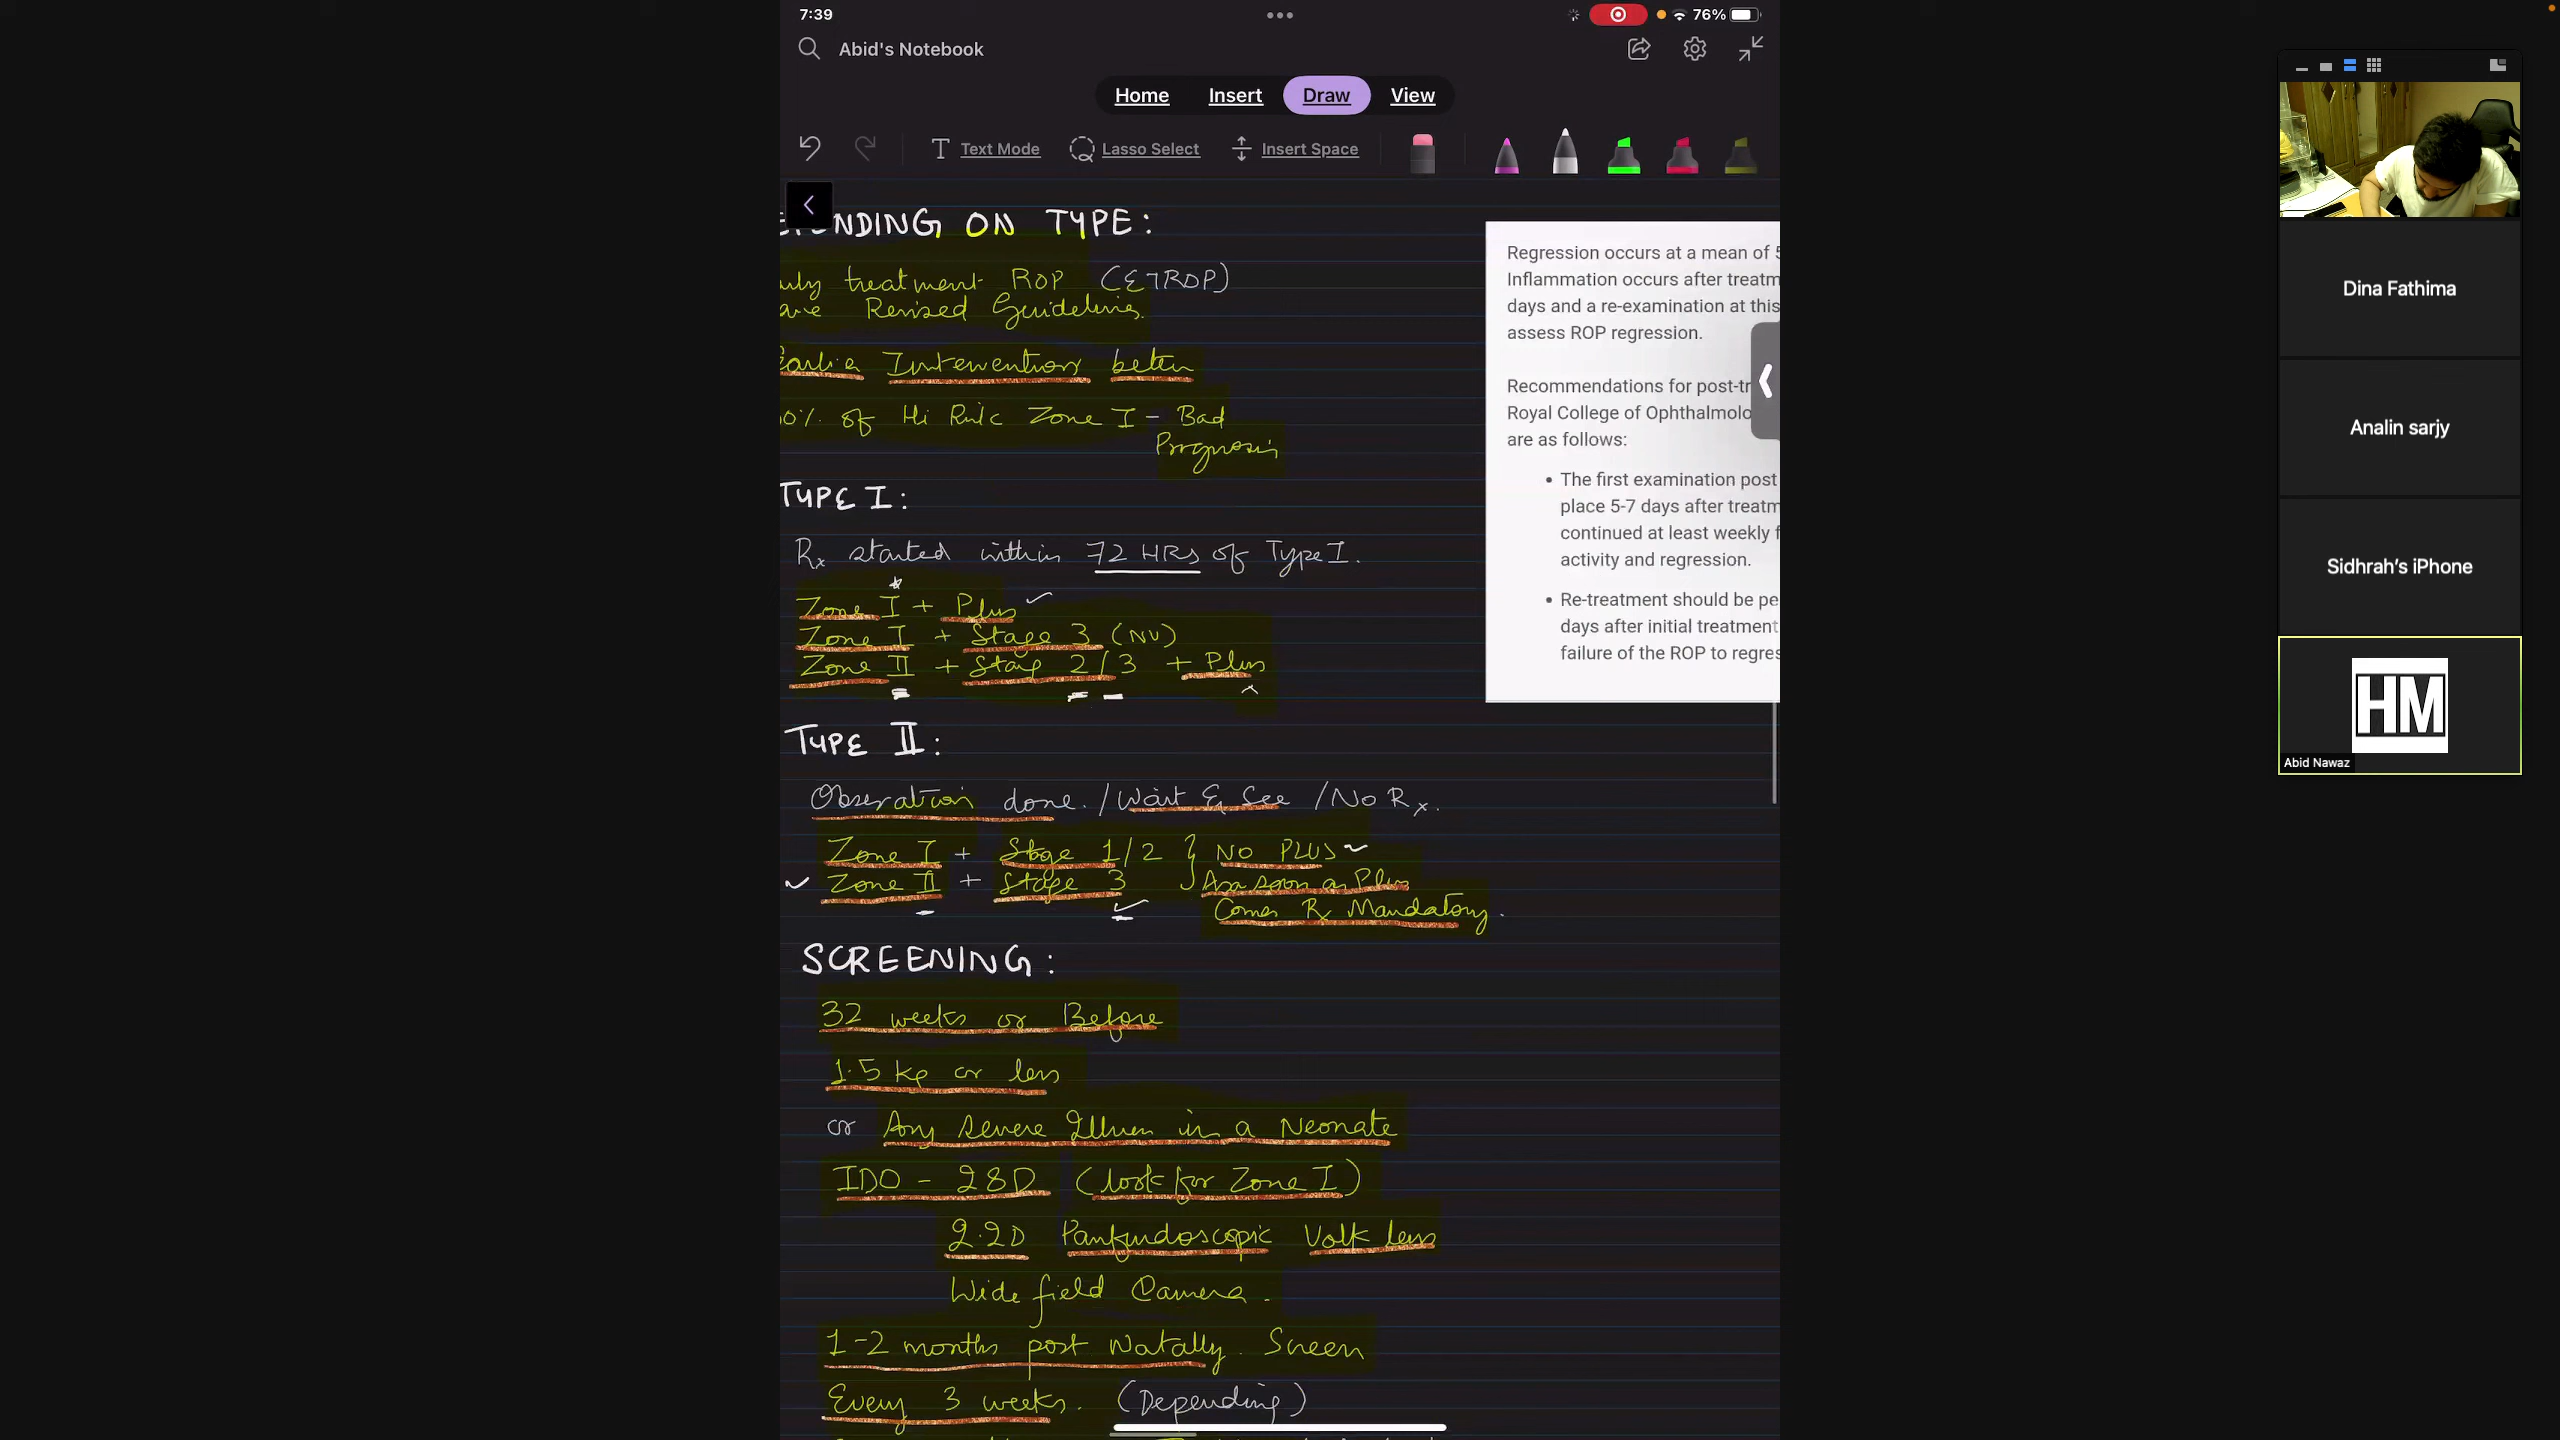 7:39
76%
Abid's Notebook
Home Insert Draw View
Text Mode Lasso Select Insert Space
ENDING ON TYPE:
treatment ROP (ETROP)
Revised Guidelines.
Earlier Intervention better
0% of Hi Risk Zone I - Bad
Prognosis
TYPE I:
Rx started within 72 HRs of Type I.
Zone I + Plus
Zone I + Stage 3 (NV)
Zone II + Stage 2/3 + Plus
TYPE II:
Observation done. / Wait & See / No Rx.
Zone I + Stage 1/2 } NO PLUS
Zone II + Stage 3 As soon as Plus
Comes Rx Mandatory.
SCREENING:
32 weeks or Before
1.5 kg or less
or Any severe Illness in a Neonate
IDO - 28D (look for Zone I)
2.2D Panfundoscopic Volk lens
Wide field Camera.
1-2 months post Natally. Screen
Every 3 weeks. (Depending)
Regression occurs at a mean of
Inflammation occurs after treatm
days and a re-examination at this
assess ROP regression.
Recommendations for post-tr
Royal College of Ophthalmolo
are as follows:
• The first examination post
place 5-7 days after treatm
continued at least weekly f
activity and regression.
• Re-treatment should be pe
days after initial treatment
failure of the ROP to regres
Dina Fathima
Analin sarjy
Sidhrah's iPhone
HM
Abid Nawaz